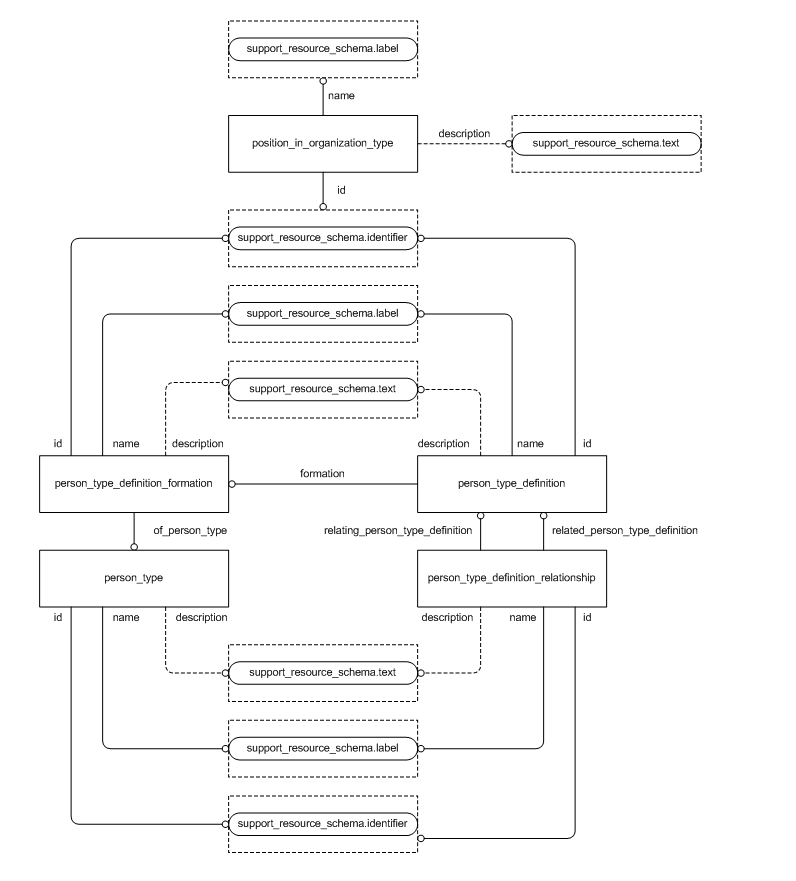 support_resource_schema.label
name
position_in_organization_type
description
support_resource_schema.text
id
support_resource_schema.identifier
support_resource_schema.label
support_resource_schema.text
id
name
description
description
name
id
person_type_definition_formation
formation
person_type_definition
of_person_type
relating_person_type_definition
related_person_type_definition
person_type
person_type_definition_relationship
id
name
description
description
name
id
support_resource_schema.text
support_resource_schema.label
support_resource_schema.identifier